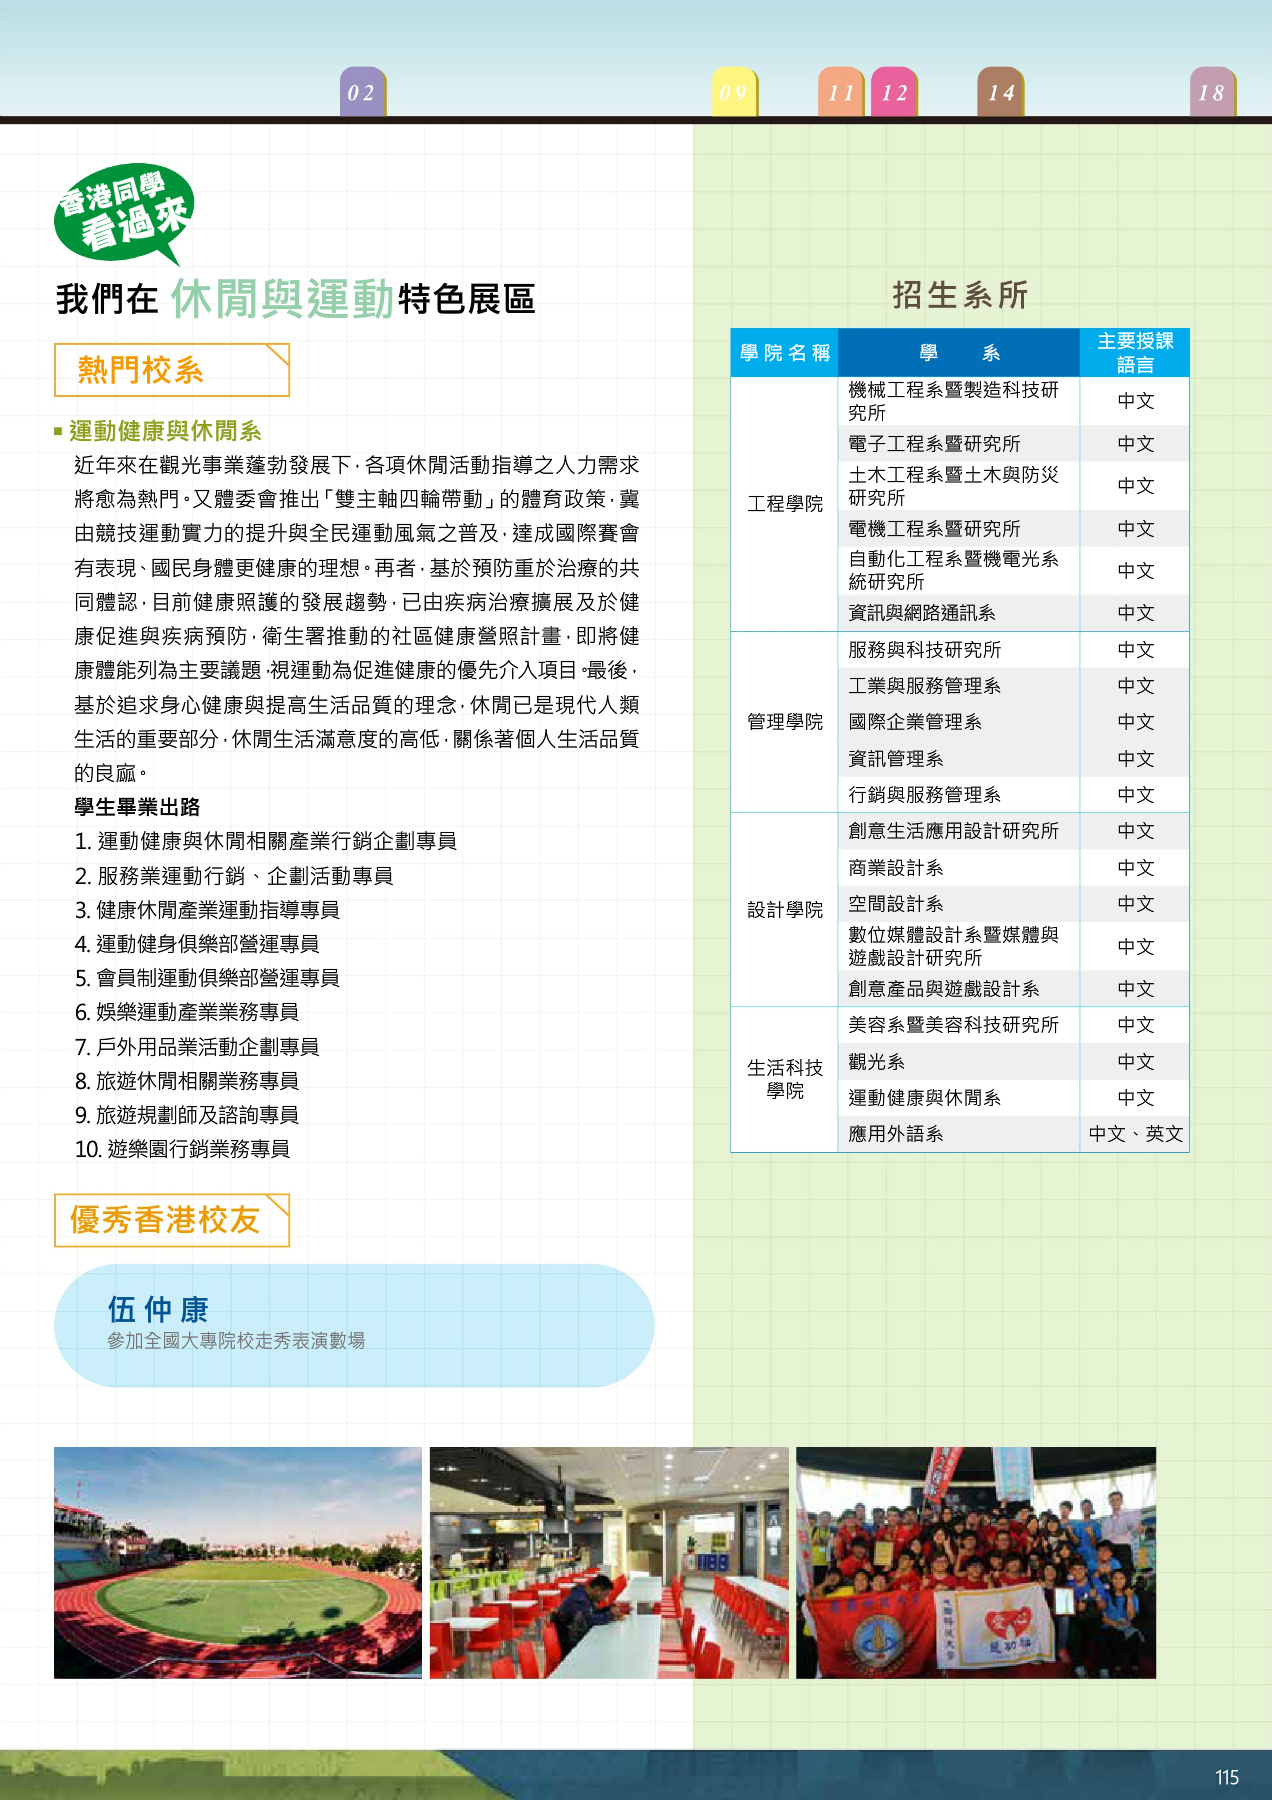 02
09
11
12
14
18
香港同學
看過來
我們在 休閒與運動特色展區
熱門校系
▪ 運動健康與休閒系
近年來在觀光事業蓬勃發展下，各項休閒活動指導之人力需求
將愈為熱門。又體委會推出「雙主軸四輪帶動」的體育政策，冀
由競技運動實力的提升與全民運動風氣之普及，達成國際賽會
有表現、國民身體更健康的理想。再者，基於預防重於治療的共
同體認，目前健康照護的發展趨勢，已由疾病治療擴展及於健
康促進與疾病預防，衛生署推動的社區健康營照計畫，即將健
康體能列為主要議題，視運動為促進健康的優先介入項目。最後，
基於追求身心健康與提高生活品質的理念，休閒已是現代人類
生活的重要部分，休閒生活滿意度的高低，關係著個人生活品質
的良窳。
學生畢業出路
1. 運動健康與休閒相關產業行銷企劃專員
2. 服務業運動行銷、企劃活動專員
3. 健康休閒產業運動指導專員
4. 運動健身俱樂部營運專員
5. 會員制運動俱樂部營運專員
6. 娛樂運動產業業務專員
7. 戶外用品業活動企劃專員
8. 旅遊休閒相關業務專員
9. 旅遊規劃師及諮詢專員
10. 遊樂園行銷業務專員
優秀香港校友
伍仲康
參加全國大專院校走秀表演數場
招生系所
學院名稱 學 系 主要授課
語言
工程學院
機械工程系暨製造科技研
究所 中文
電子工程系暨研究所 中文
土木工程系暨土木與防災
研究所 中文
電機工程系暨研究所 中文
自動化工程系暨機電光系
統研究所 中文
資訊與網路通訊系 中文
管理學院
服務與科技研究所 中文
工業與服務管理系 中文
國際企業管理系 中文
資訊管理系 中文
行銷與服務管理系 中文
設計學院
創意生活應用設計研究所 中文
商業設計系 中文
空間設計系 中文
數位媒體設計系暨媒體與
遊戲設計研究所 中文
創意產品與遊戲設計系 中文
生活科技
學院
美容系暨美容科技研究所 中文
觀光系 中文
運動健康與休閒系 中文
應用外語系 中文、英文
115